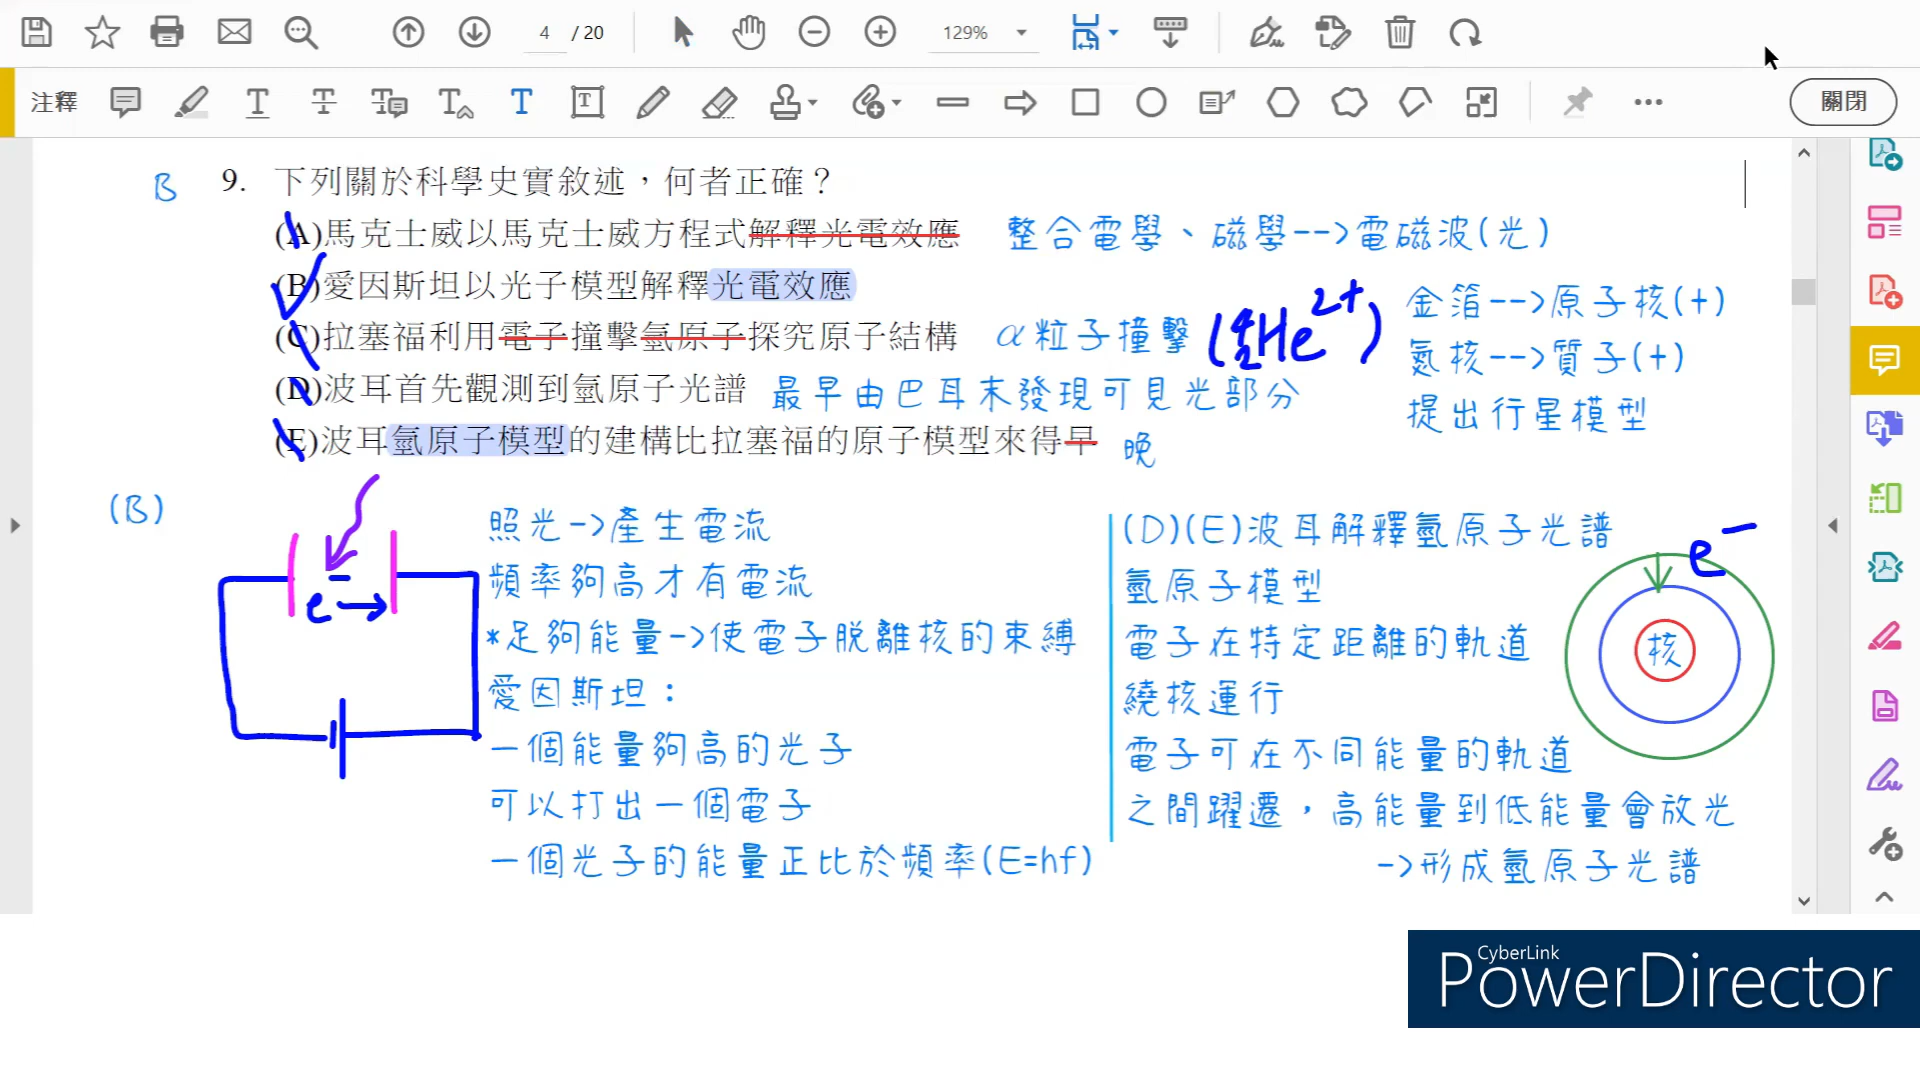 4 / 20
129%
注釋
關閉
B 9. 下列關於科學史實敘述，何者正確？
(A)馬克士威以馬克士威方程式解釋光電效應 整合電學、磁學-->電磁波(光)
(B)愛因斯坦以光子模型解釋光電效應
金箔-->原子核(+)
(C)拉塞福利用電子撞擊氫原子探究原子結構 α粒子撞擊 (⁴₂He²⁺)
氮核-->質子(+)
(D)波耳首先觀測到氫原子光譜 最早由巴耳末發現可見光部分
提出行星模型
(E)波耳氫原子模型的建構比拉塞福的原子模型來得早 晚
(B)
e
照光->產生電流
頻率夠高才有電流
*足夠能量->使電子脫離核的束縛
愛因斯坦：
一個能量夠高的光子
可以打出一個電子
一個光子的能量正比於頻率(E=hf)
(D)(E)波耳解釋氫原子光譜
氫原子模型
電子在特定距離的軌道
繞核運行
電子可在不同能量的軌道
之間躍遷，高能量到低能量會放光
->形成氫原子光譜
e⁻
核
CyberLink
PowerDirector